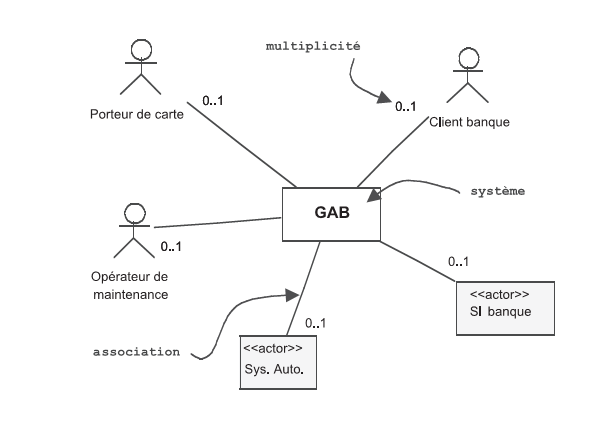 multiplicité
0..1
0..1
Porteur de carte
Client banque
système
GAB
0..1
Opérateur de
maintenance
0..1
<<actor>>
SI banque
0..1
association
<<actor>>
Sys. Auto.